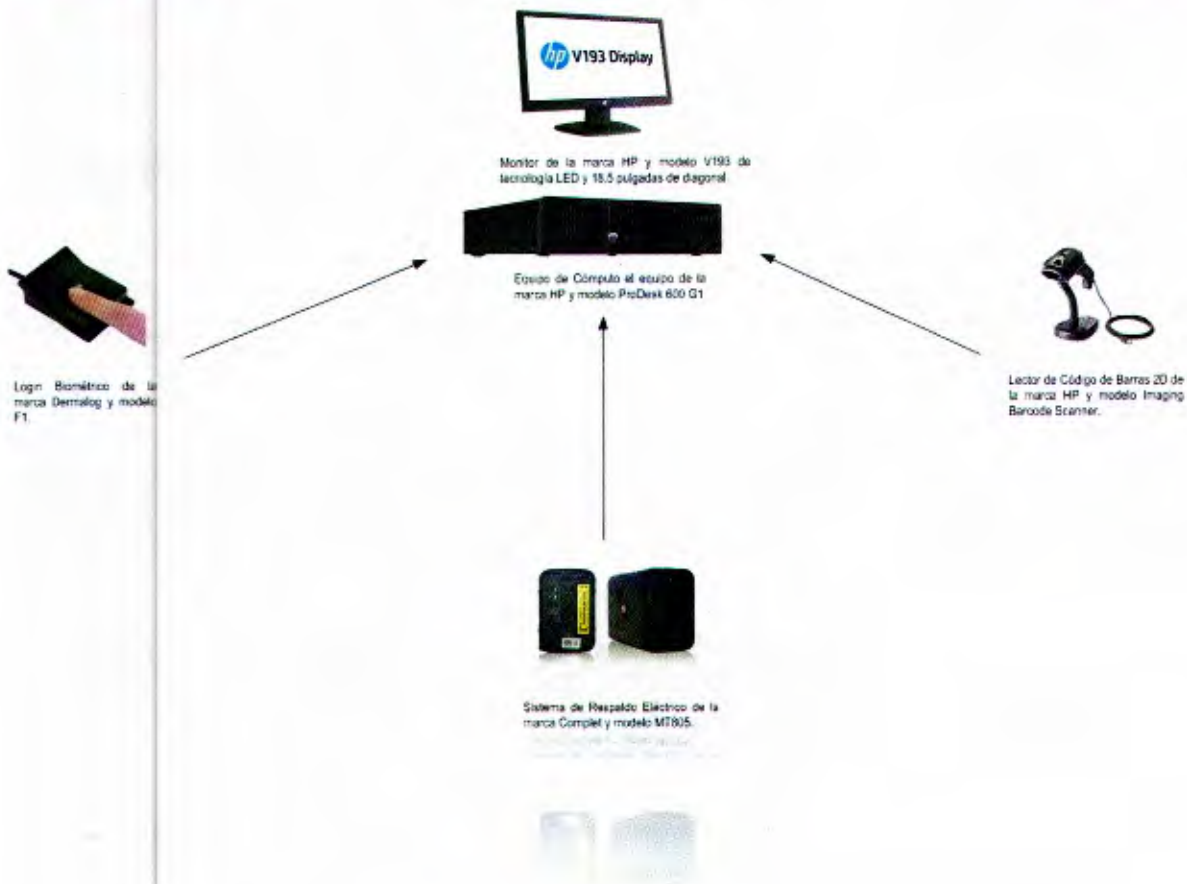 hp V193 Display
Monitor de la marca HP y modelo V193 de
tecnología LED y 18.5 pulgadas de diagonal.
Equipo de Cómputo el equipo de la
marca HP y modelo ProDesk 600 G1
Login Biométrico de la
marca Dermalog y modelo
F1.
Lector de Código de Barras 2D de
la marca HP y modelo Imaging
Barcode Scanner.
Sistema de Respaldo Eléctrico de la
marca Complet y modelo MT805.